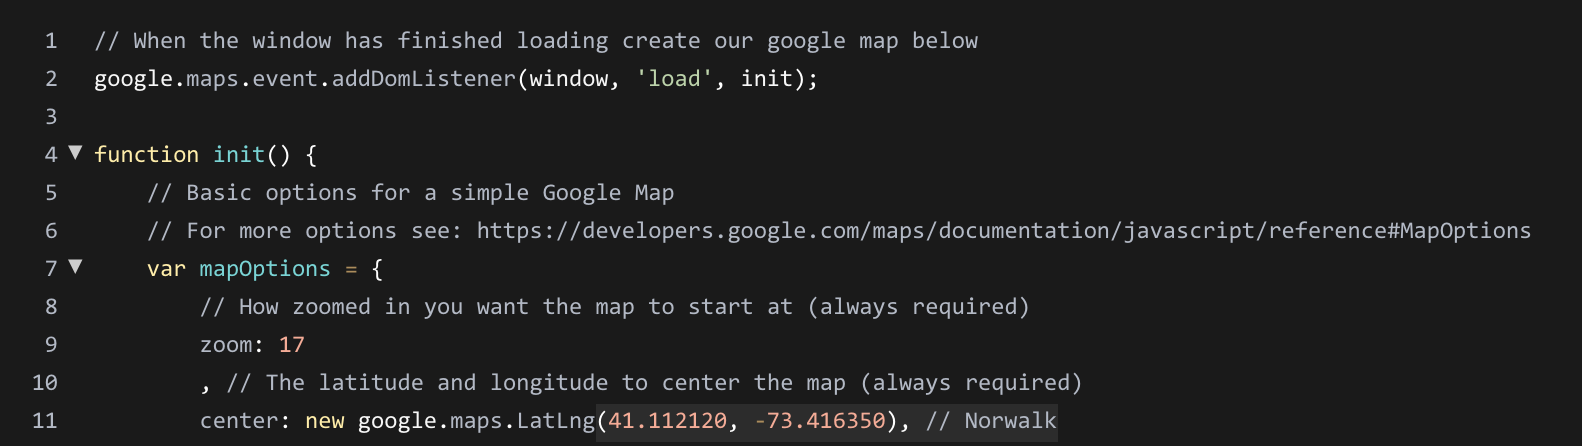 1 // When the window has finished loading create our google map below
2 google.maps.event.addDomListener(window, 'load', init);
3
4 ▼ function init() {
5 // Basic options for a simple Google Map
6 // For more options see: https://developers.google.com/maps/documentation/javascript/reference#MapOptions
7 ▼ var mapOptions = {
8 // How zoomed in you want the map to start at (always required)
9 zoom: 17
10 , // The latitude and longitude to center the map (always required)
11 center: new google.maps.LatLng(41.112120, -73.416350), // Norwalk